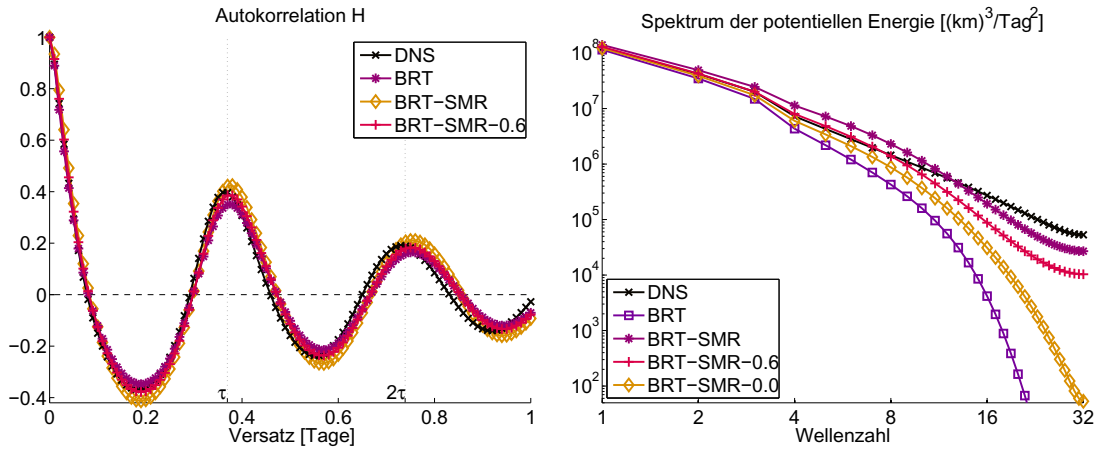 Autokorrelation H
1
0.8
0.6
0.4
0.2
0
−0.2
−0.4
DNS
BRT
BRT−SMR
BRT−SMR−0.6
τ
2τ
0
0.2
0.4
0.6
0.8
1
Versatz [Tage]
Spektrum der potentiellen Energie [(km)³/Tag²]
10⁸
10⁷
10⁶
10⁵
10⁴
10³
10²
DNS
BRT
BRT−SMR
BRT−SMR−0.6
BRT−SMR−0.0
1
2
4
8
16
32
Wellenzahl